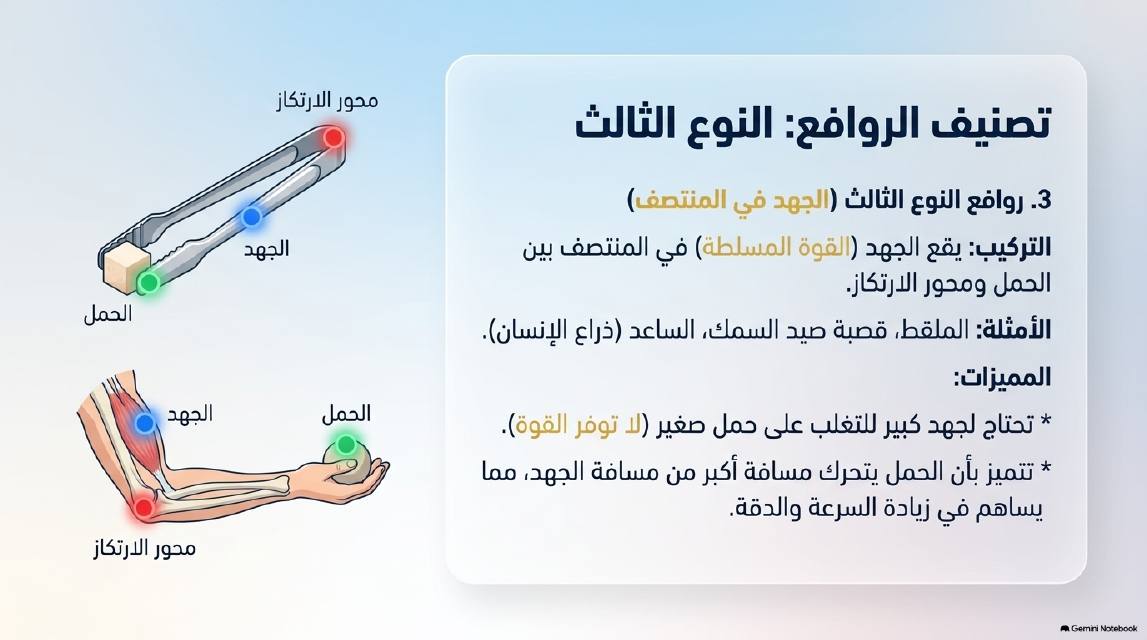 تصنيف الروافع: النوع الثالث
3. روافع النوع الثالث (الجهد في المنتصف)
التركيب: يقع الجهد (القوة المسلطة) في المنتصف بين
الحمل ومحور الارتكاز.
الأمثلة: الملقط، قصبة صيد السمك، الساعد (ذراع الإنسان).
المميزات:
* تحتاج لجهد كبير للتغلب على حمل صغير (لا توفر القوة).
* تتميز بأن الحمل يتحرك مسافة أكبر من مسافة الجهد، مما
يساهم في زيادة السرعة والدقة.
محور الارتكاز
الجهد
الحمل
الجهد
الحمل
محور الارتكاز
Gemini Notebook